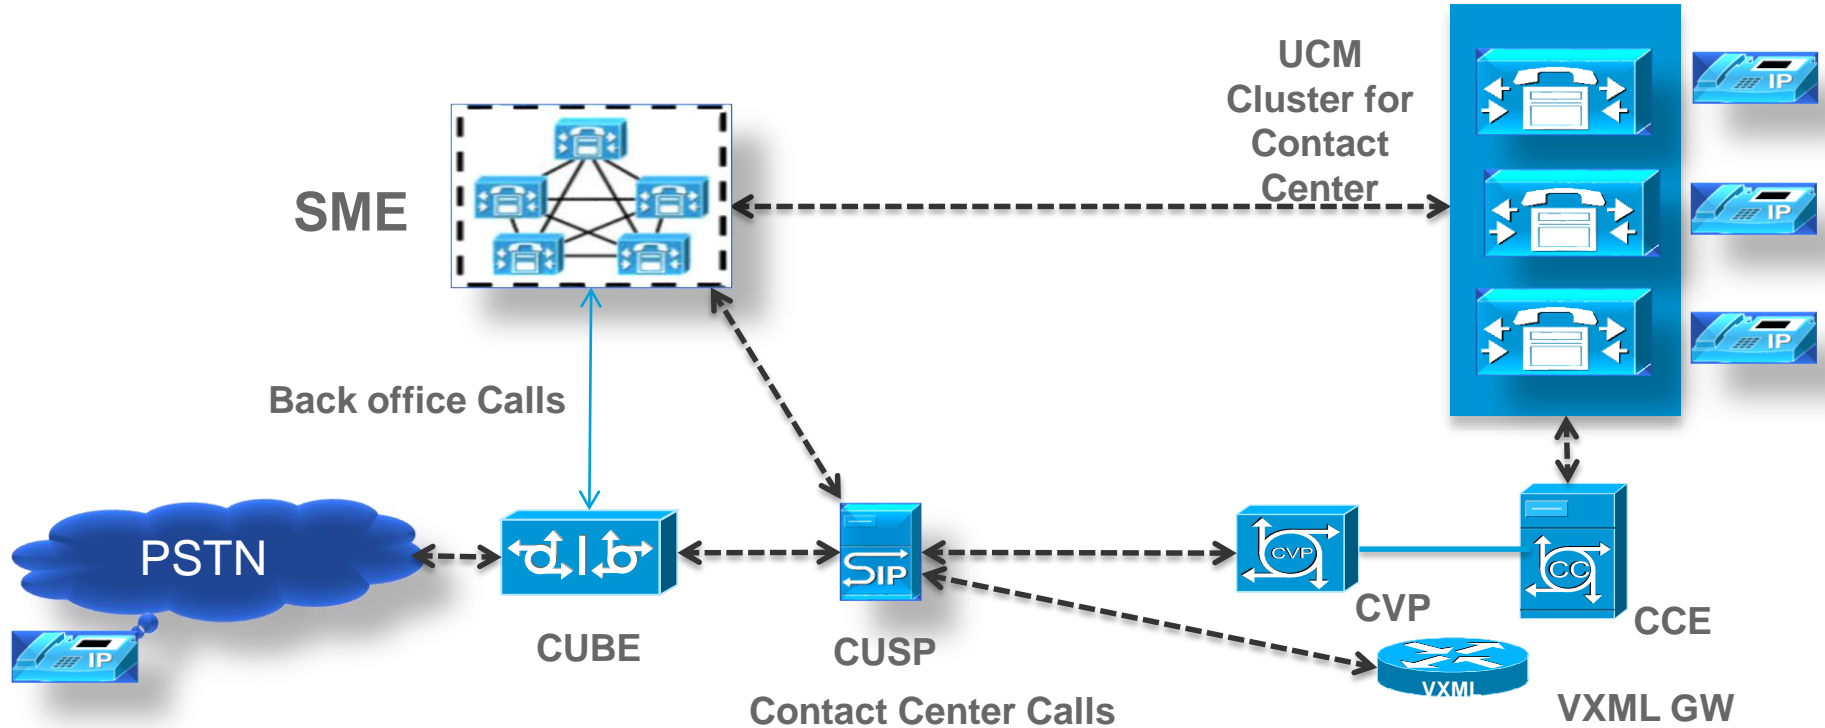 UCM
Cluster for
Contact
Center
IP
IP
IP
SME
Back office Calls
PSTN
IP
CUBE
SIP
CUSP
CVP
CVP
CC
CCE
VXML
VXML GW
Contact Center Calls